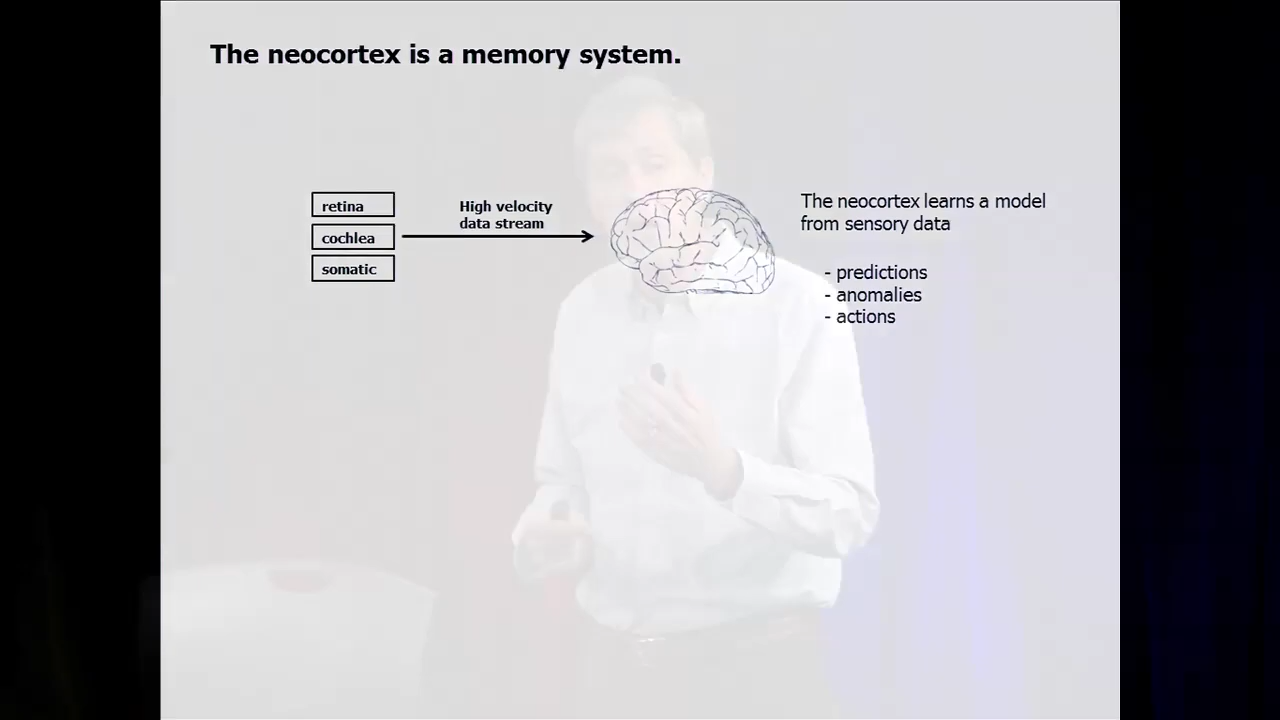 The neocortex is a memory system.
retina
cochlea
somatic
High velocity
data stream
The neocortex learns a model
from sensory data
- predictions
- anomalies
- actions